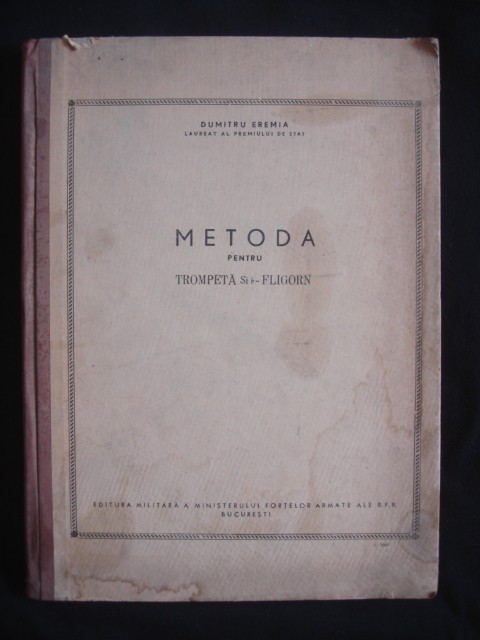 DUMITRU EREMIA
LAUREAT AL PREMIULUI DE STAT
METODA
PENTRU
TROMPETĂ Si ♭ - FLIGORN
EDITURA MILITARĂ A MINISTERULUI FORȚELOR ARMATE ALE R.P.R.
BUCUREȘTI